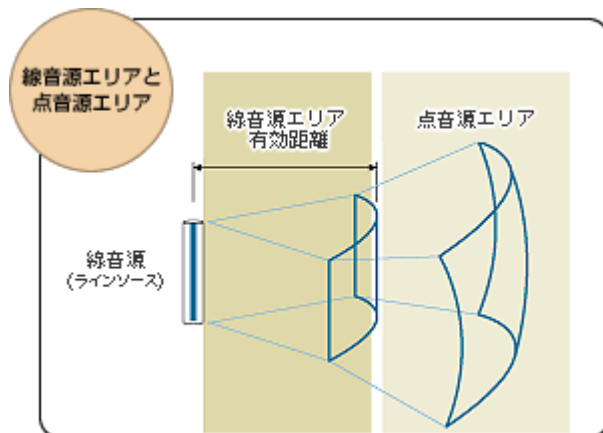 線音源エリアと
点音源エリア
線音源エリア
有効距離
点音源エリア
線音源
(ラインソース)